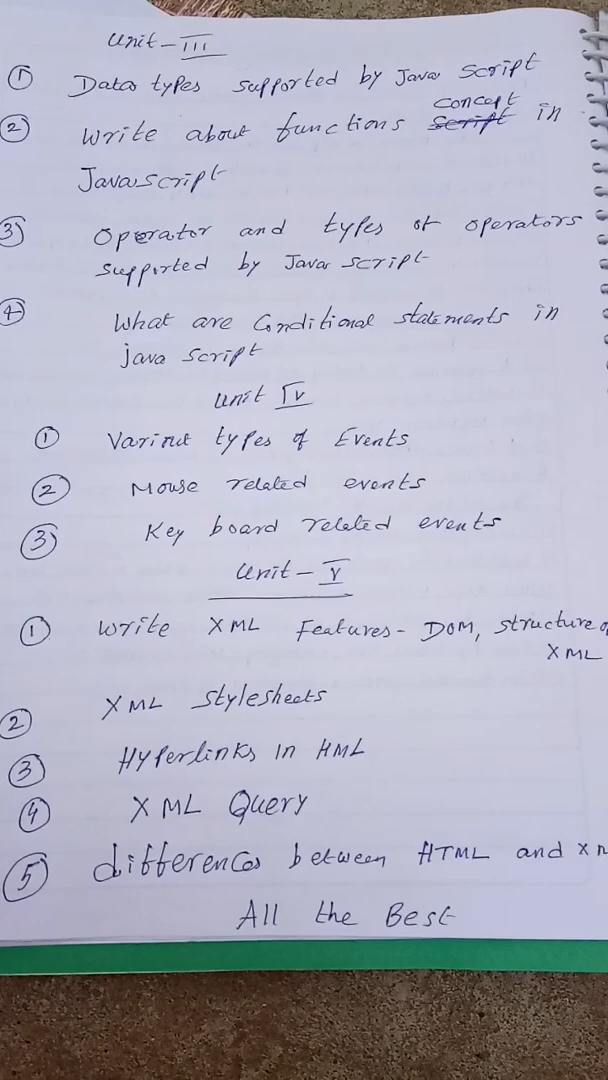 Unit - III
① Data types supported by Java Script
concept
② Write about functions script in
Javascript
3) Operator and types of operators
supported by Java script
4 What are Conditional statements in
java script
Unit IV
① Varient types of Events
② Mouse related events
③ Key board related events
Unit - V
① Write XML Features - DOM, structure of
XML
② XML Stylesheets
③ Hyperlinks in HML
④ XML Query
⑤ differences between HTML and
All the Best